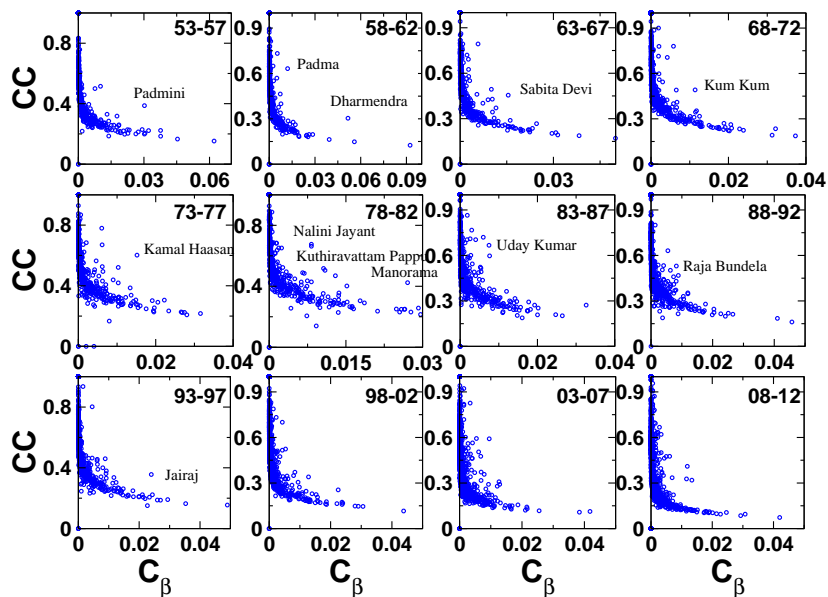 53-57
58-62
63-67
68-72
CC
0.8
0.4
0
0.9
0.6
0.3
0
0.9
0.6
0.3
0
0.9
0.6
0.3
0
Padmini
Padma
Dharmendra
Sabita Devi
Kum Kum
0 0.03 0.06
0 0.03 0.06 0.09
0 0.03
0 0.02 0.04
73-77
78-82
83-87
88-92
CC
0.8
0.4
0
0.8
0.4
0
0.9
0.6
0.3
0
0.9
0.6
0.3
0
Kamal Haasan
Nalini Jayant
Kuthiravattam Pappu
Manorama
Uday Kumar
Raja Bundela
0 0.02 0.04
0 0.015 0.03
0 0.02 0.04
0 0.02 0.04
93-97
98-02
03-07
08-12
CC
0.8
0.4
0
0.9
0.6
0.3
0
0.9
0.6
0.3
0
0.9
0.6
0.3
0
Jairaj
0 0.02 0.04
0 0.02 0.04
0 0.02 0.04
0 0.02 0.04
Cβ
Cβ
Cβ
Cβ